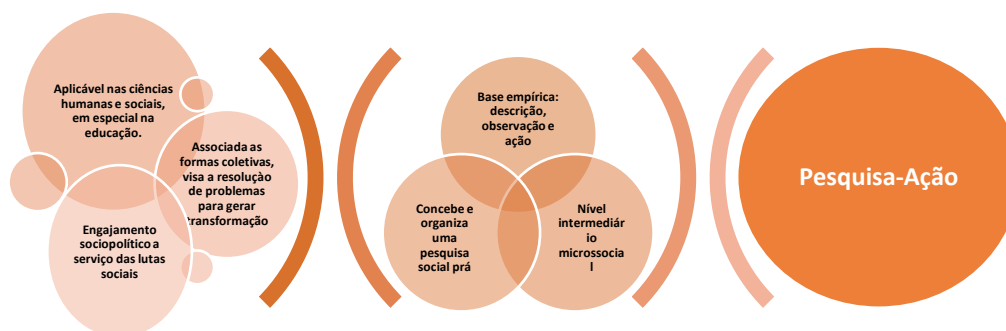 Aplicável nas ciências
humanas e sociais,
em especial na
educação.
Associada as
formas coletivas,
visa a resoluçào
de problemas
para gerar
transformação
Engajamento
sociopolítico a
serviço das lutas
sociais
Base empírica:
descrição,
observação e
ação
Concebe e
organiza
uma
pesquisa
social prá
Nível
intermediár
io
microssocia
l
Pesquisa-Ação